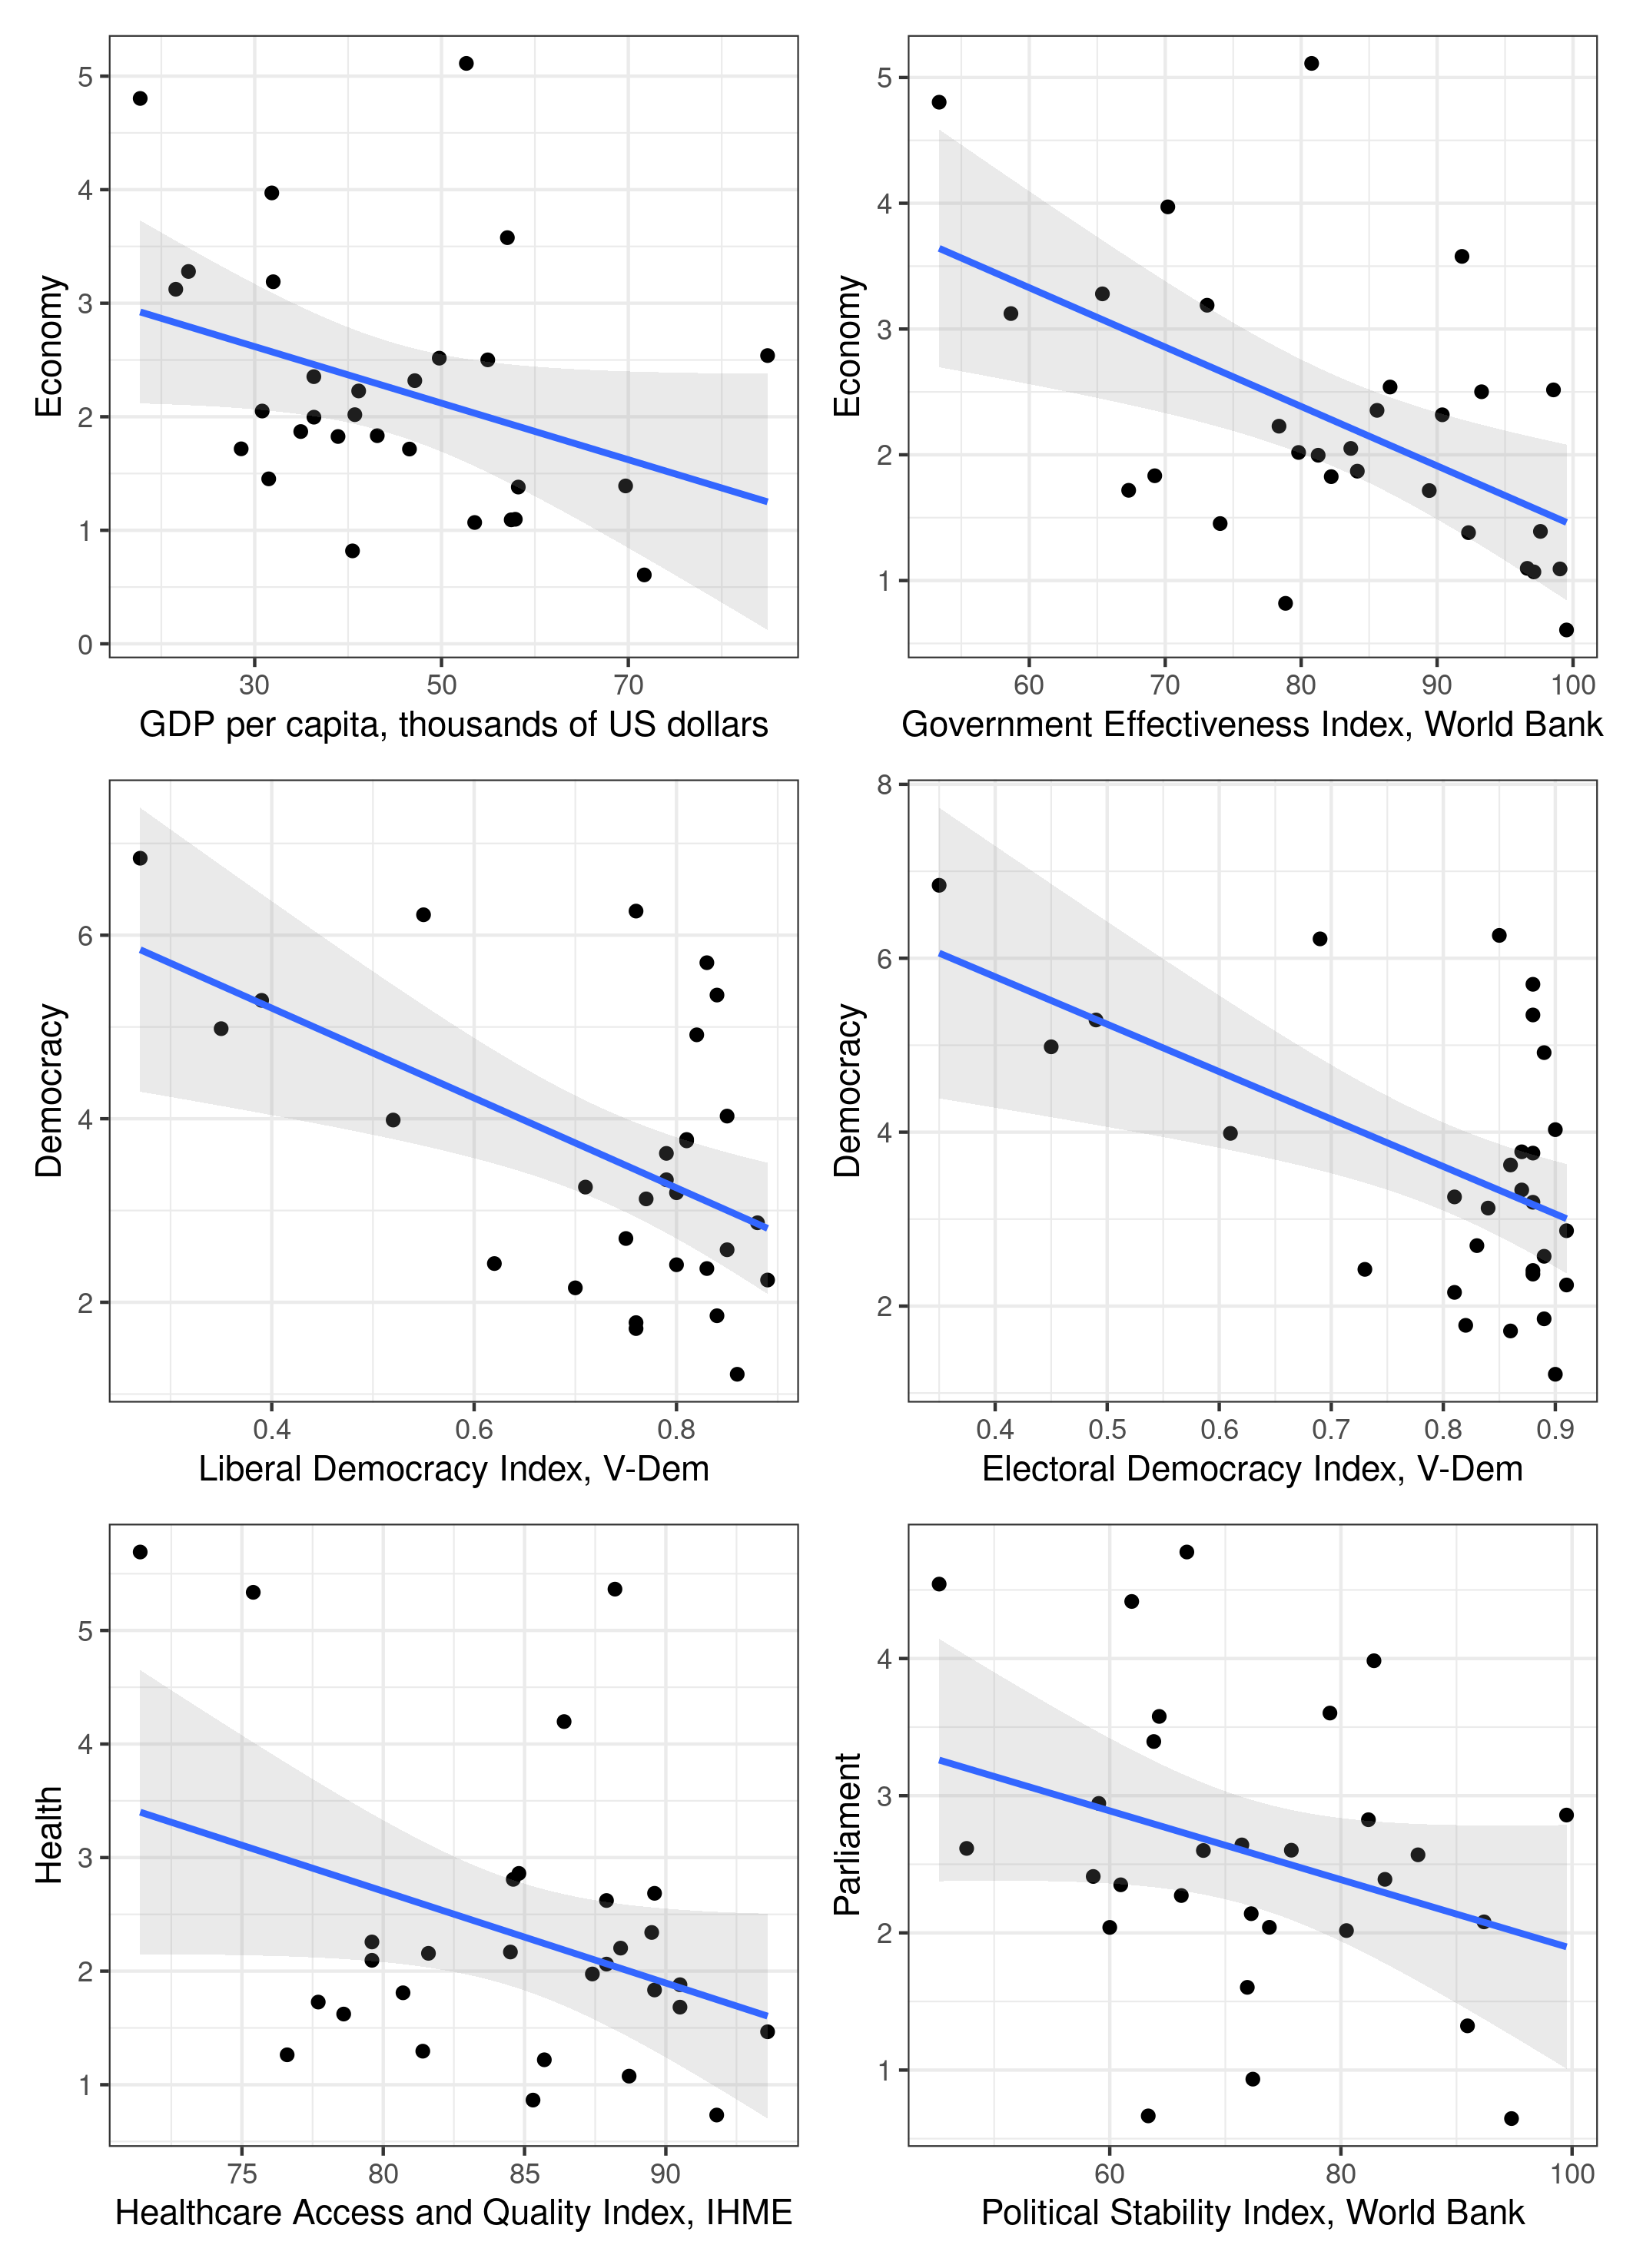 5
4
3
2
1
0
Economy
30 50 70
GDP per capita, thousands of US dollars
5
4
3
2
1
Economy
60 70 80 90 100
Government Effectiveness Index, World Bank
6
4
2
Democracy
0.4 0.6 0.8
Liberal Democracy Index, V-Dem
8
6
4
2
Democracy
0.4 0.5 0.6 0.7 0.8 0.9
Electoral Democracy Index, V-Dem
5
4
3
2
1
Health
75 80 85 90
Healthcare Access and Quality Index, IHME
4
3
2
1
Parliament
60 80 100
Political Stability Index, World Bank